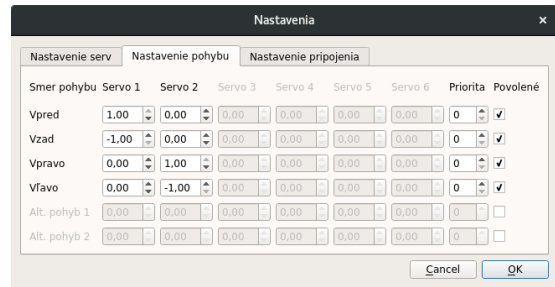 Nastavenia ×
Nastavenie serv Nastavenie pohybu Nastavenie pripojenia
Smer pohybu Servo 1 Servo 2 Servo 3 Servo 4 Servo 5 Servo 6 Priorita Povolené
Vpred 1,00 0,00 0,00 0,00 0,00 0,00 0
Vzad -1,00 0,00 0,00 0,00 0,00 0,00 0
Vpravo 0,00 1,00 0,00 0,00 0,00 0,00 0
Vľavo 0,00 -1,00 0,00 0,00 0,00 0,00 0
Alt. pohyb 1 0,00 0,00 0,00 0,00 0,00 0,00 0
Alt. pohyb 2 0,00 0,00 0,00 0,00 0,00 0,00 0
Cancel OK